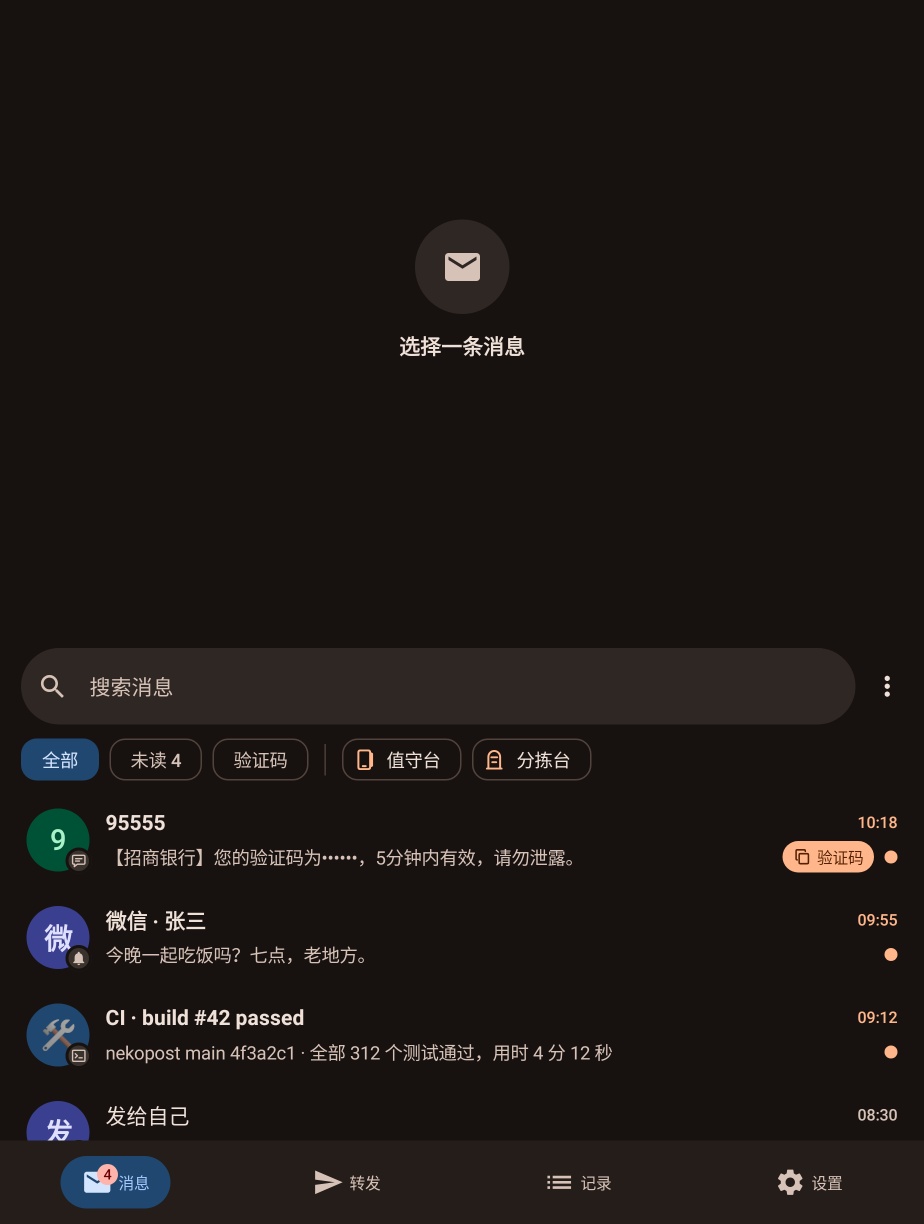 选择一条消息
搜索消息
全部 未读 4 验证码 值守台 分拣台
9 95555 10:18
【招商银行】您的验证码为••••••，5分钟内有效，请勿泄露。 验证码
微 微信 · 张三 09:55
今晚一起吃饭吗？七点，老地方。
CI · build #42 passed 09:12
nekopost main 4f3a2c1 · 全部 312 个测试通过，用时 4 分 12 秒
发 发给自己 08:30
4 消息 转发 记录 设置